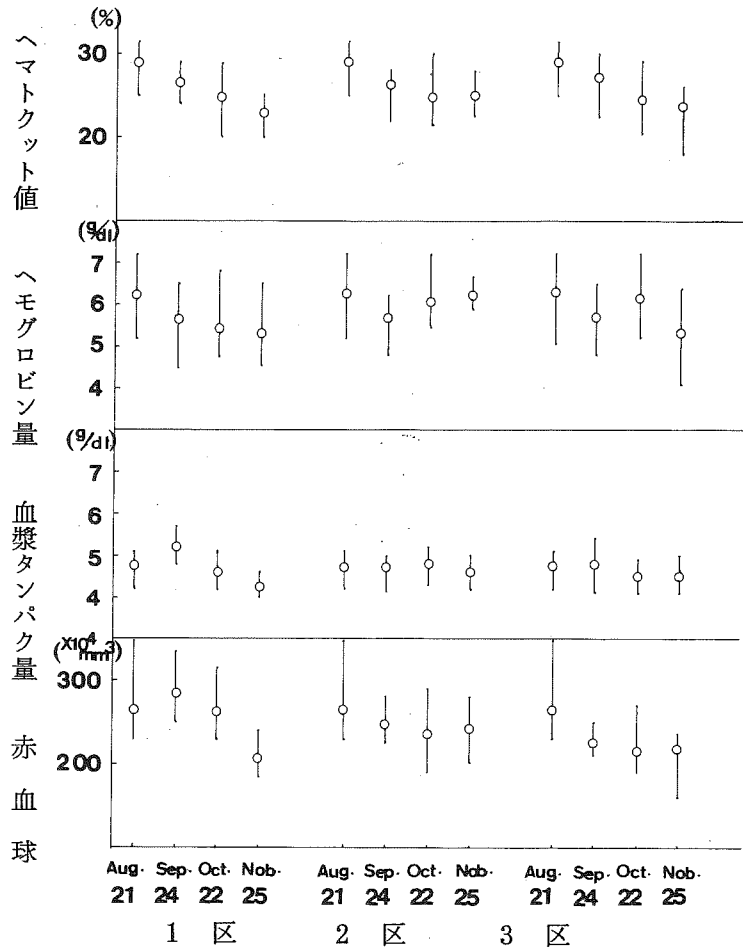 (%)
ヘマトクット値
30
20
(g/dl)
ヘモグロビン量
7
6
5
4
(g/dl)
血漿タンパク量
7
6
5
4
4
(X10⁴mm³)
赤血球
300
200
Aug. Sep. Oct. Nob. Aug. Sep. Oct. Nob. Aug. Sep. Oct. Nob.
21 24 22 25 21 24 22 25 21 24 22 25
1区 2区 3区